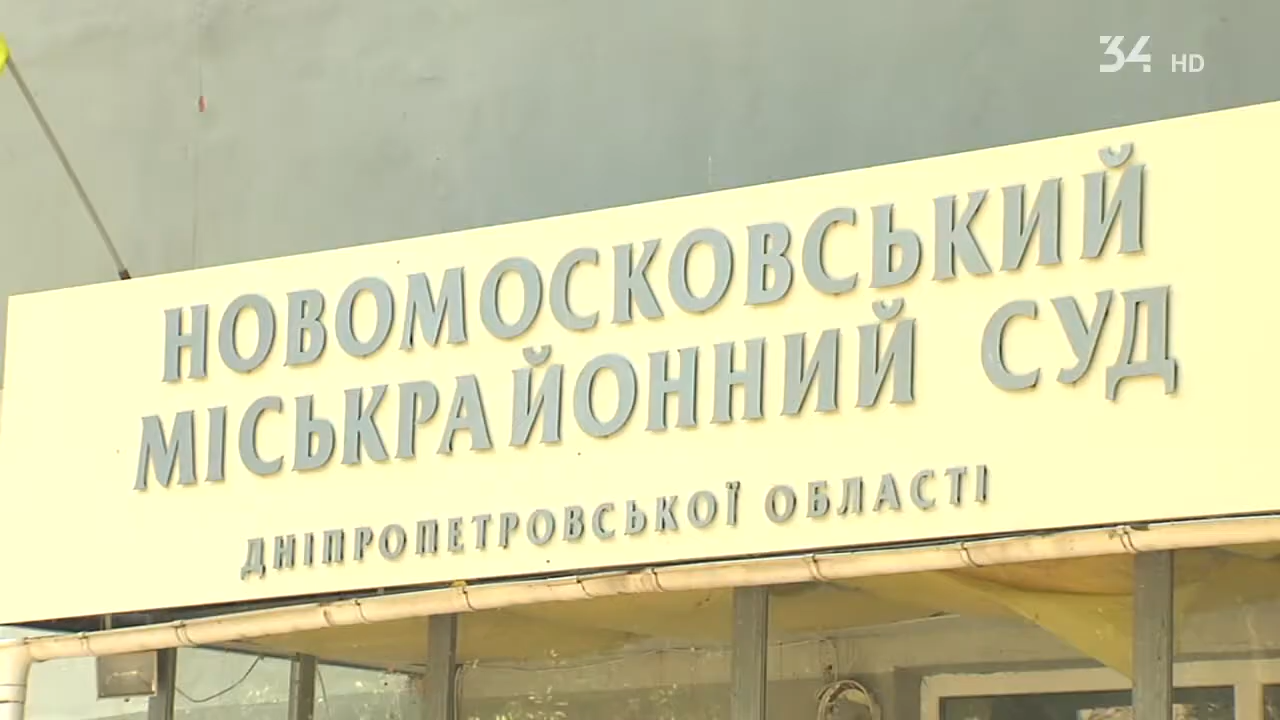 34 HD
НОВОМОСКОВСЬКИЙ
МІСЬКРАЙОННИЙ СУД
ДНІПРОПЕТРОВСЬКОЇ ОБЛАСТІ